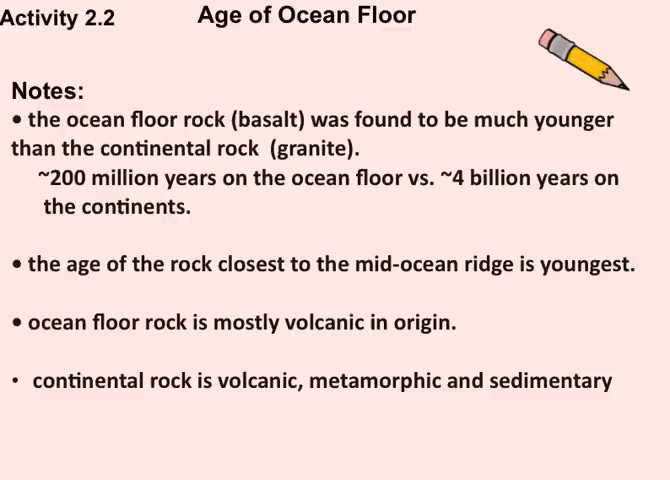 Activity 2.2
Age of Ocean Floor
Notes:
• the ocean floor rock (basalt) was found to be much younger
than the continental rock (granite).
~200 million years on the ocean floor vs. ~4 billion years on
the continents.
• the age of the rock closest to the mid-ocean ridge is youngest.
• ocean floor rock is mostly volcanic in origin.
• continental rock is volcanic, metamorphic and sedimentary